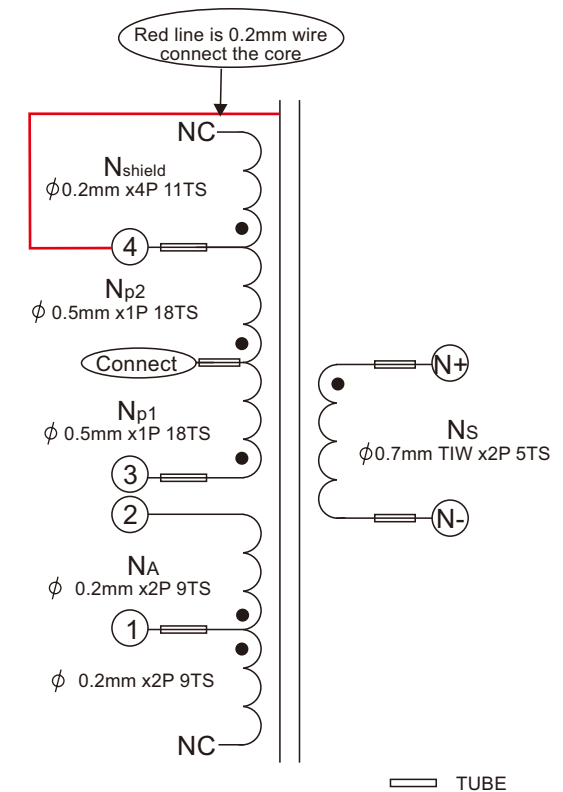 Red line is 0.2mm wire
connect the core
NC
Nshield
ϕ0.2mm x4P 11TS
4
Np2
ϕ 0.5mm x1P 18TS
Connect
Np1
ϕ 0.5mm x1P 18TS
3
2
NA
ϕ 0.2mm x2P 9TS
1
ϕ 0.2mm x2P 9TS
NC
N+
NS
ϕ0.7mm TIW x2P 5TS
N-
TUBE